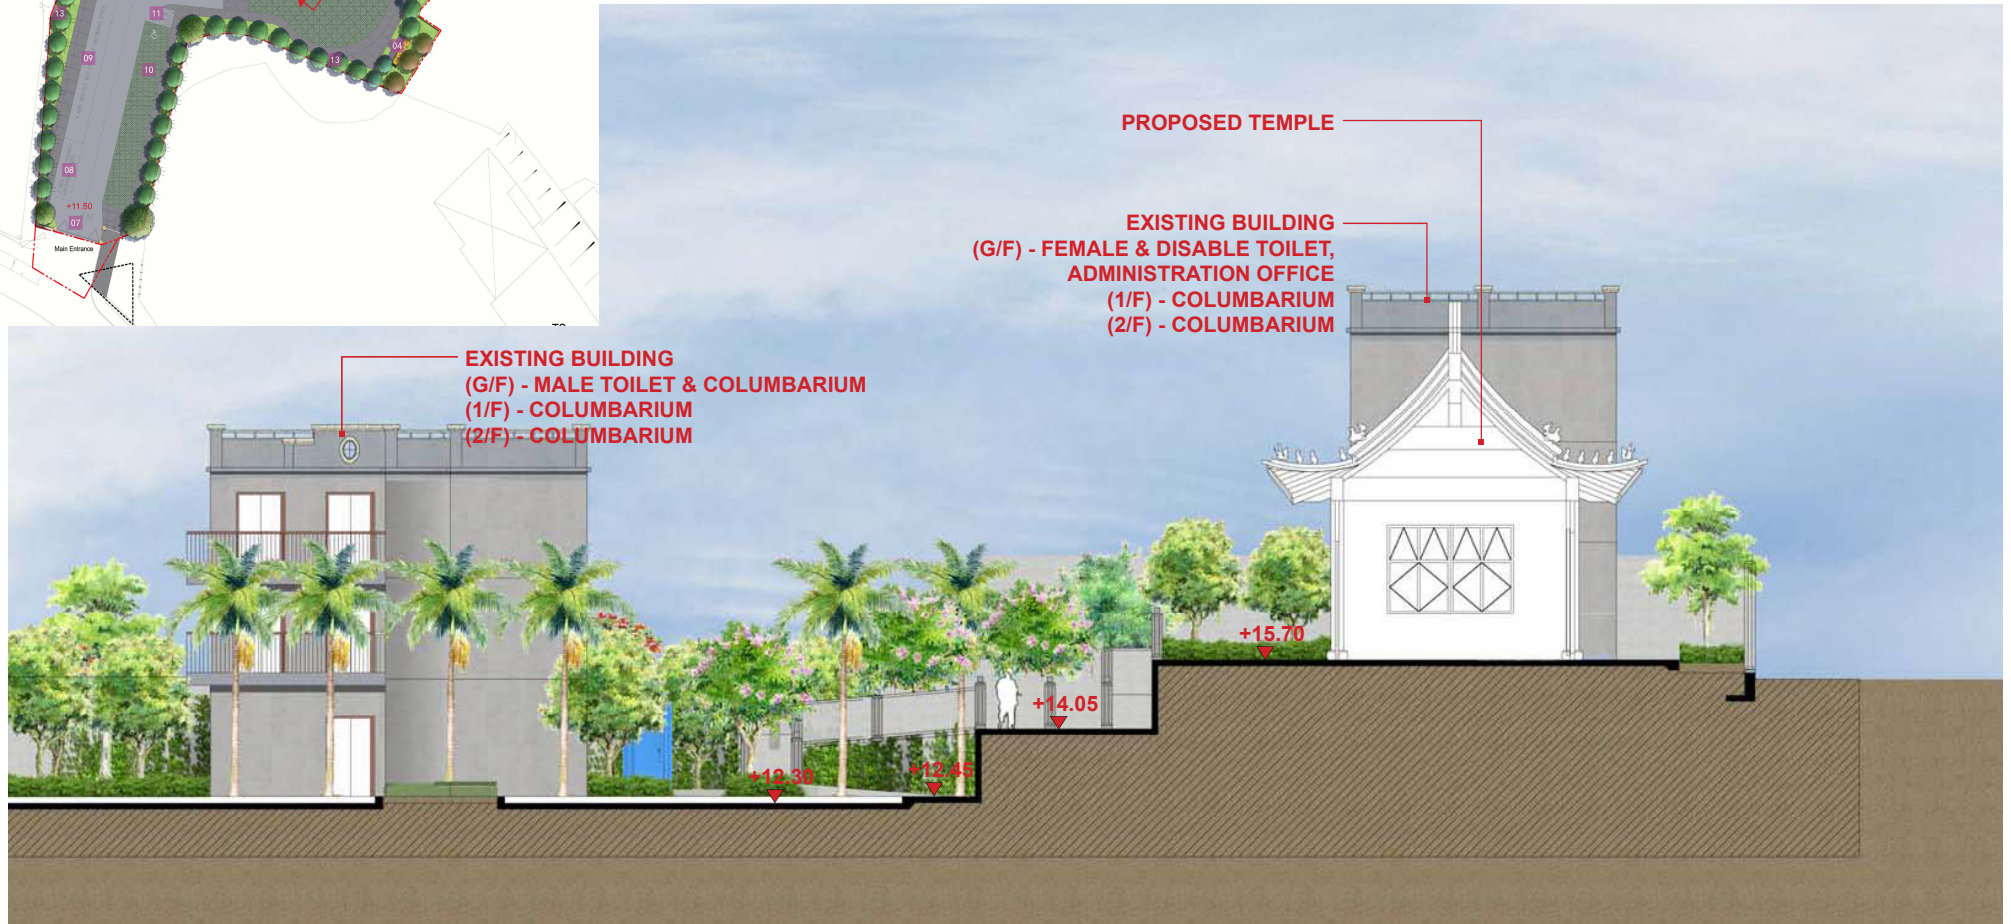 13
11
09
04
13
10
08
+11.50
07
Main Entrance
PROPOSED TEMPLE
EXISTING BUILDING
(G/F) - FEMALE & DISABLE TOILET,
ADMINISTRATION OFFICE
(1/F) - COLUMBARIUM
(2/F) - COLUMBARIUM
EXISTING BUILDING
(G/F) - MALE TOILET & COLUMBARIUM
(1/F) - COLUMBARIUM
(2/F) - COLUMBARIUM
+15.70
+14.05
+12.30
+12.45